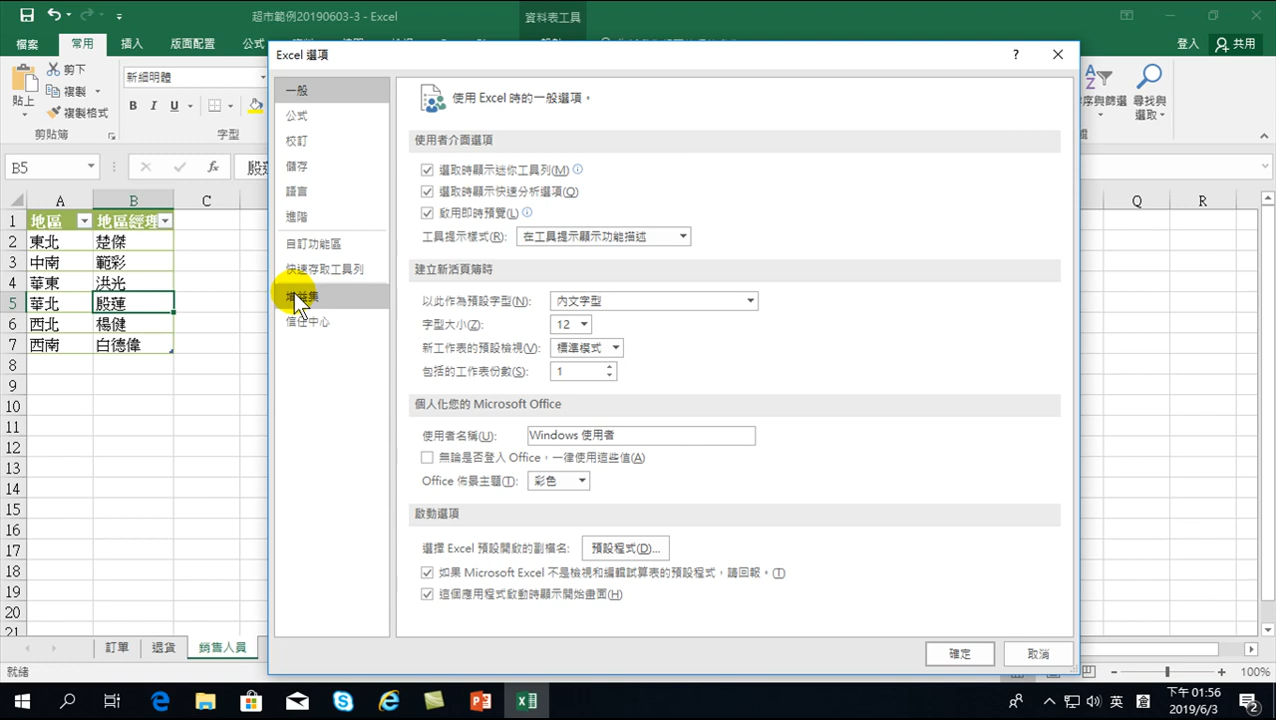 超市範例20190603-3 - Excel
資料表工具
檔案
常用
插入
版面配置
公式
登入
共用
剪下
複製
複製格式
貼上
剪貼簿
新細明體
B I U
字型
尋找與
選取
B5
Excel 選項
一般
公式
校訂
儲存
語言
進階
自訂功能區
快速存取工具列
增益集
信任中心
使用 Excel 時的一般選項。
使用者介面選項
選取時顯示迷你工具列(M)
選取時顯示快速分析選項(Q)
啟用即時預覽(L)
工具提示樣式(R): 在工具提示顯示功能描述
建立新活頁簿時
以此作為預設字型(N): 內文字型
字型大小(Z): 12
新工作表的預設檢視(V): 標準模式
包括的工作表份數(S): 1
個人化您的 Microsoft Office
使用者名稱(U): Windows 使用者
無論是否登入 Office，一律使用這些值(A)
Office 佈景主題(T): 彩色
啟動選項
選擇 Excel 預設開啟的副檔名: 預設程式(D)...
如果 Microsoft Excel 不是檢視和編輯試算表的預設程式，請回報。(T)
這個應用程式啟動時顯示開始畫面(H)
確定
取消
A B C Q R
1 地區 地區經理
2 東北 楚傑
3 中南 範彩
4 華東 洪光
5 華北 殷蓮
6 西北 楊健
7 西南 白德偉
8
9
10
11
12
13
14
15
16
17
18
19
20
21
訂單 退貨 銷售人員
就緒
100%
英
下午 01:56
2019/6/3
2